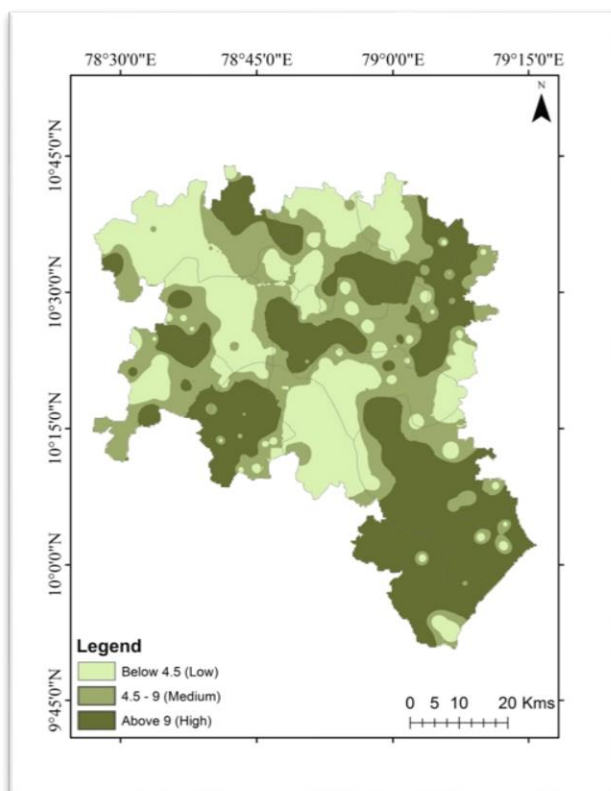 78°30'0"E 78°45'0"E 79°0'0"E 79°15'0"E
N
10°45'0"N
10°30'0"N
10°15'0"N
10°0'0"N
9°45'0"N
Legend
Below 4.5 (Low)
4.5 - 9 (Medium)
Above 9 (High)
0 5 10 20 Kms